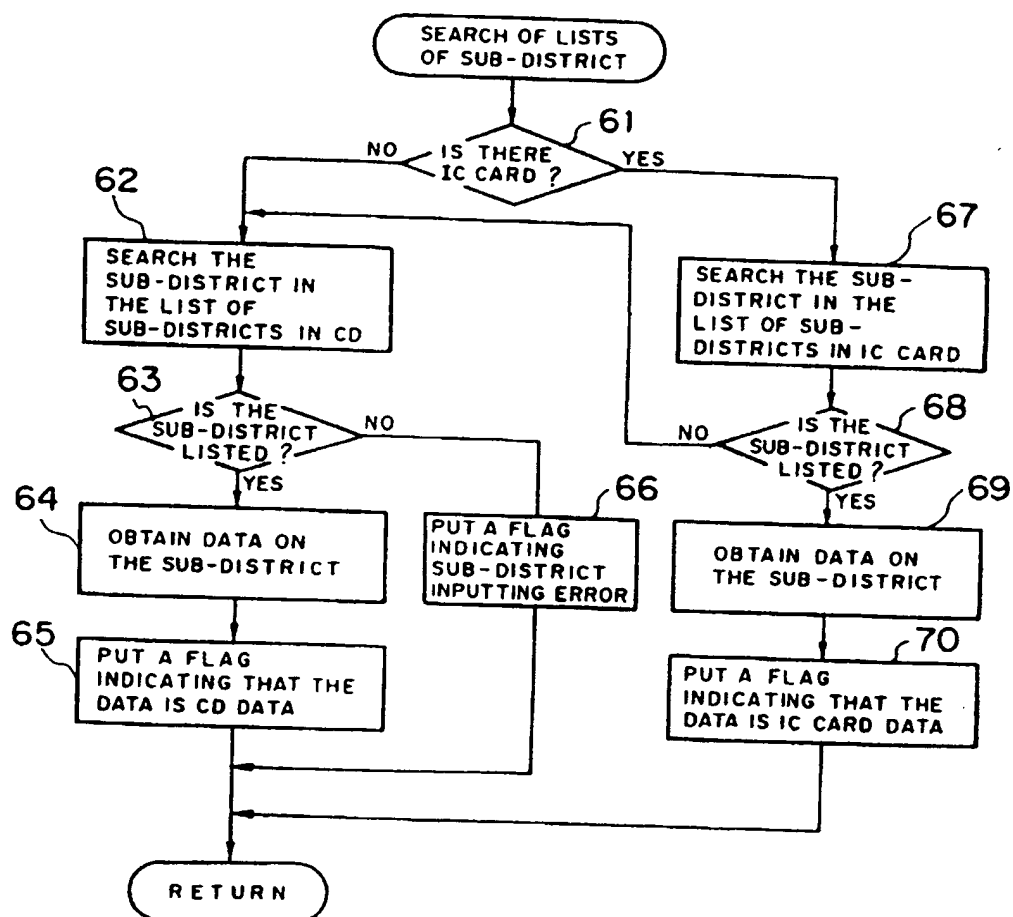 SEARCH OF LISTS
OF SUB-DISTRICT
61
IS THERE
IC CARD ?
NO
YES
62
SEARCH THE
SUB-DISTRICT IN
THE LIST OF
SUB-DISTRICTS IN CD
67
SEARCH THE SUB-
DISTRICT IN THE
LIST OF SUB-
DISTRICTS IN IC CARD
63
IS THE
SUB-DISTRICT
LISTED ?
NO
YES
68
IS THE
SUB-DISTRICT
LISTED ?
NO
YES
64
OBTAIN DATA ON
THE SUB-DISTRICT
66
PUT A FLAG
INDICATING
SUB-DISTRICT
INPUTTING ERROR
69
OBTAIN DATA ON
THE SUB-DISTRICT
65
PUT A FLAG
INDICATING THAT THE
DATA IS CD DATA
70
PUT A FLAG
INDICATING THAT THE
DATA IS IC CARD DATA
RETURN